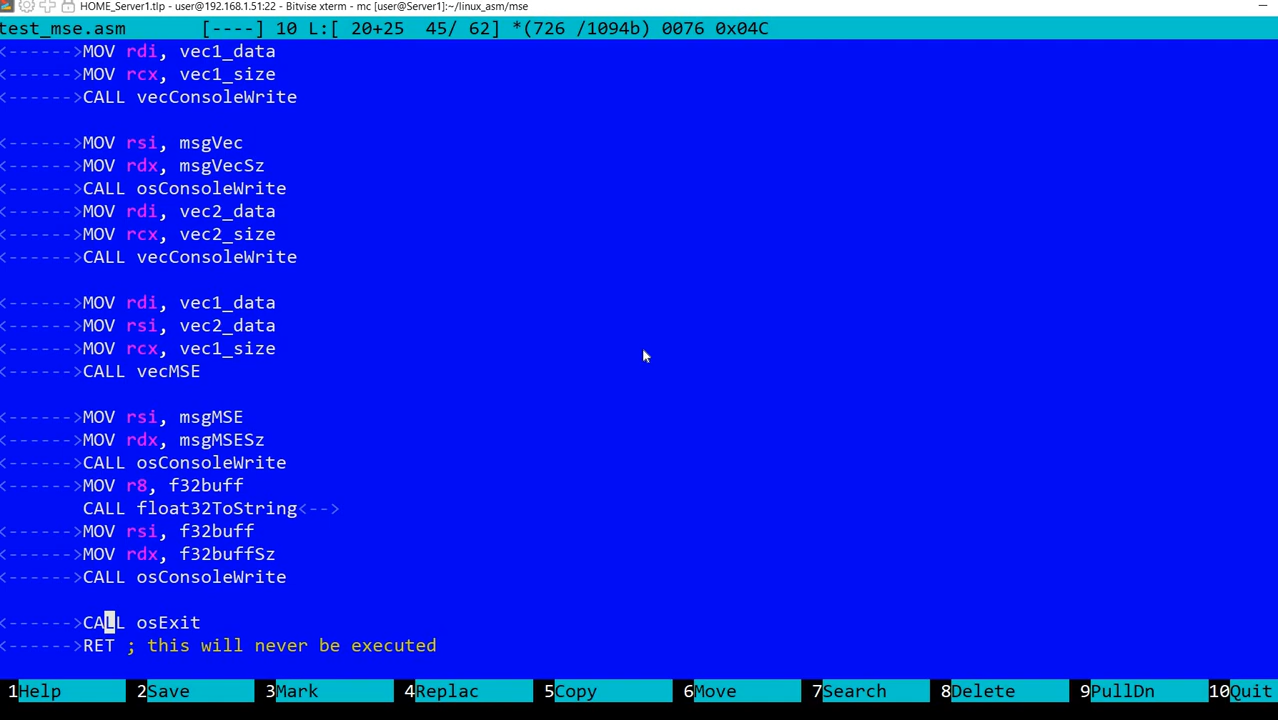 HOME_Server1.tlp - user@192.168.1.51:22 - Bitvise xterm - mc [user@Server1]:~/linux_asm/mse
test_mse.asm       [----] 10 L:[ 20+25  45/ 62] *(726 /1094b) 0076 0x04C
<------>MOV rdi, vec1_data
<------>MOV rcx, vec1_size
<------>CALL vecConsoleWrite
<------>MOV rsi, msgVec
<------>MOV rdx, msgVecSz
<------>CALL osConsoleWrite
<------>MOV rdi, vec2_data
<------>MOV rcx, vec2_size
<------>CALL vecConsoleWrite
<------>MOV rdi, vec1_data
<------>MOV rsi, vec2_data
<------>MOV rcx, vec1_size
<------>CALL vecMSE
<------>MOV rsi, msgMSE
<------>MOV rdx, msgMSESz
<------>CALL osConsoleWrite
<------>MOV r8, f32buff
        CALL float32ToString<-->
<------>MOV rsi, f32buff
<------>MOV rdx, f32buffSz
<------>CALL osConsoleWrite
<------>CALL osExit
<------>RET ; this will never be executed
1Help 2Save 3Mark 4Replac 5Copy 6Move 7Search 8Delete 9PullDn 10Quit